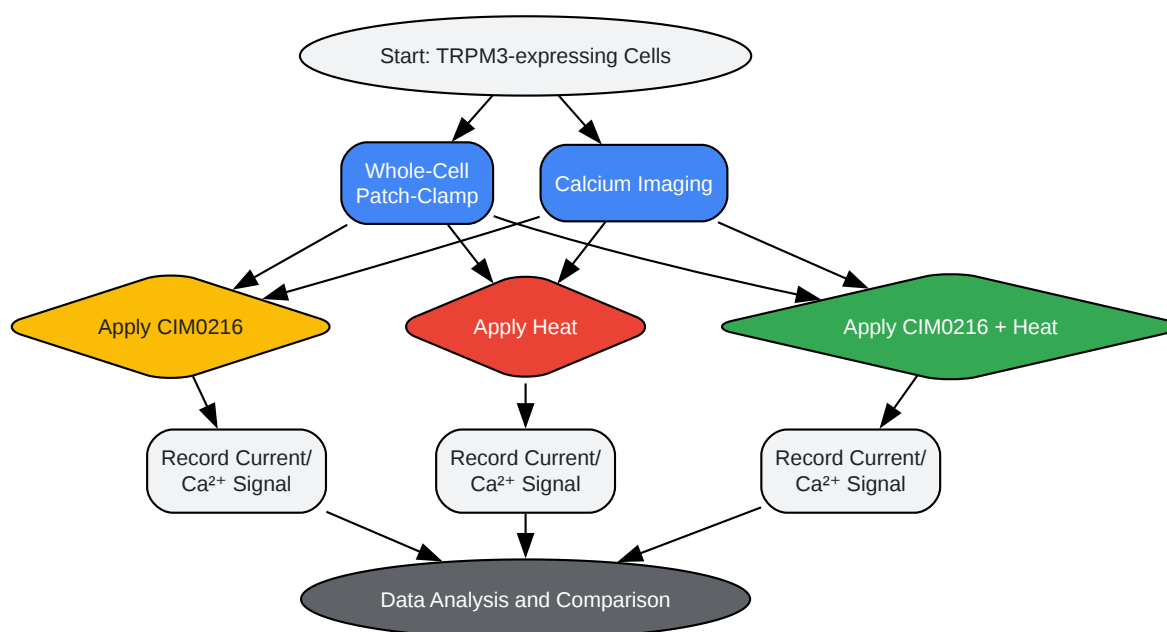 Start: TRPM3-expressing Cells
Whole-Cell
Patch-Clamp
Calcium Imaging
Apply CIM0216
Apply Heat
Apply CIM0216 + Heat
Record Current/
Ca²⁺ Signal
Record Current/
Ca²⁺ Signal
Record Current/
Ca²⁺ Signal
Data Analysis and Comparison